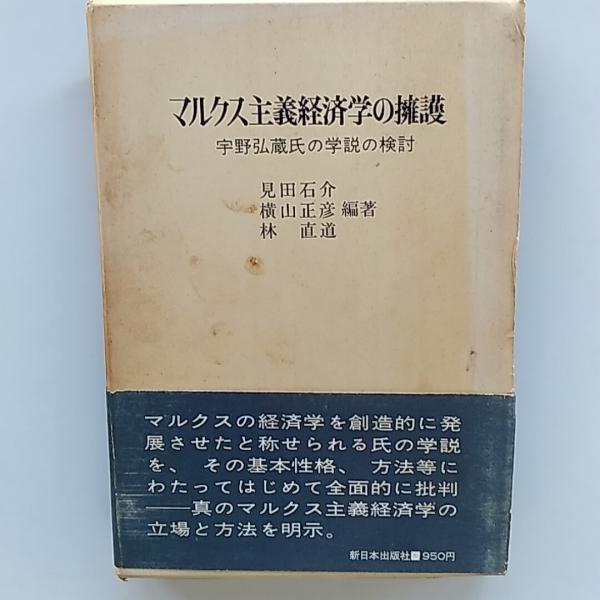 マルクス主義経済学の擁護
宇野弘蔵氏の学説の検討
見田石介
横山正彦 編著
林 直道
マルクスの経済学を創造的に発
展させたと称せられる氏の学説
を、その基本性格、方法等に
わたってはじめて全面的に批判
──真のマルクス主義経済学の
立場と方法を明示。
新日本出版社 950円